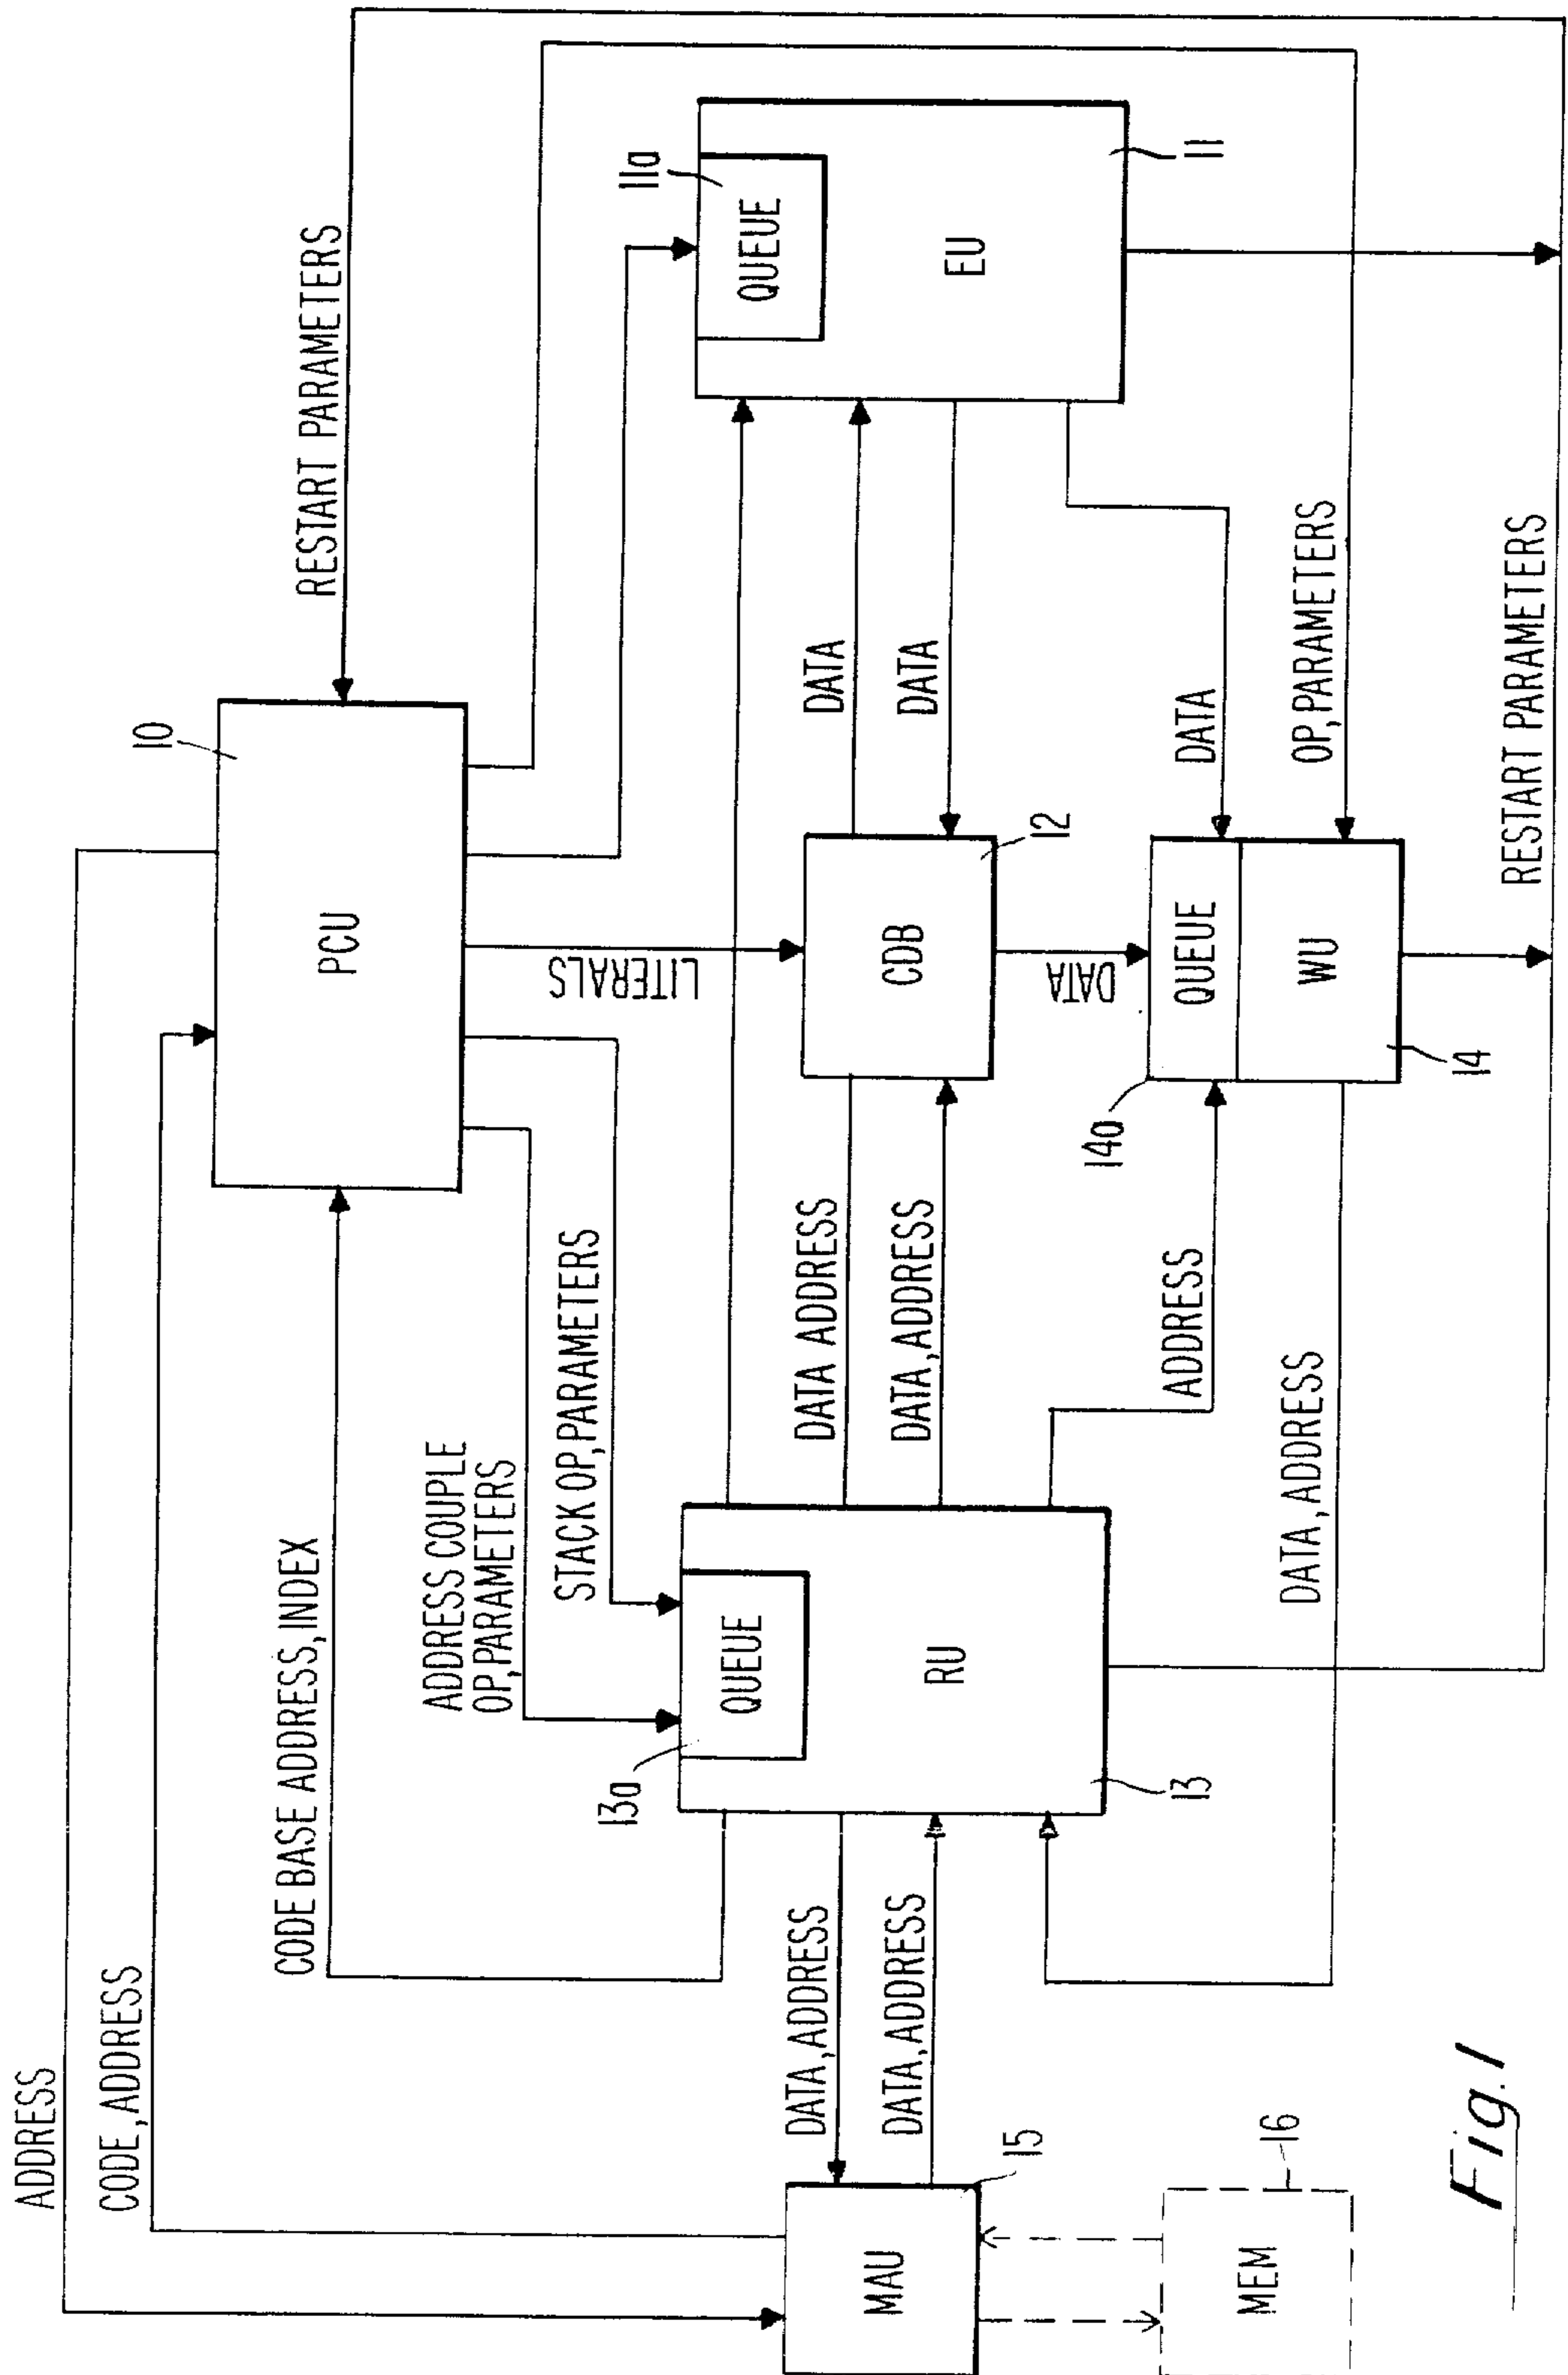 ADDRESS
CODE, ADDRESS
CODE BASE ADDRESS, INDEX
ADDRESS COUPLE
OP, PARAMETERS
STACK OP, PARAMETERS
10
PCU
RESTART PARAMETERS
LITERALS
13a
QUEUE
RU
13
11a
QUEUE
EU
11
DATA, ADDRESS
DATA, ADDRESS
MAU
15
MEM
16
DATA ADDRESS
DATA, ADDRESS
CDB
12
DATA
DATA
DATA
ADDRESS
14a
QUEUE
WU
14
DATA
OP, PARAMETERS
DATA, ADDRESS
RESTART PARAMETERS
Fig. 1